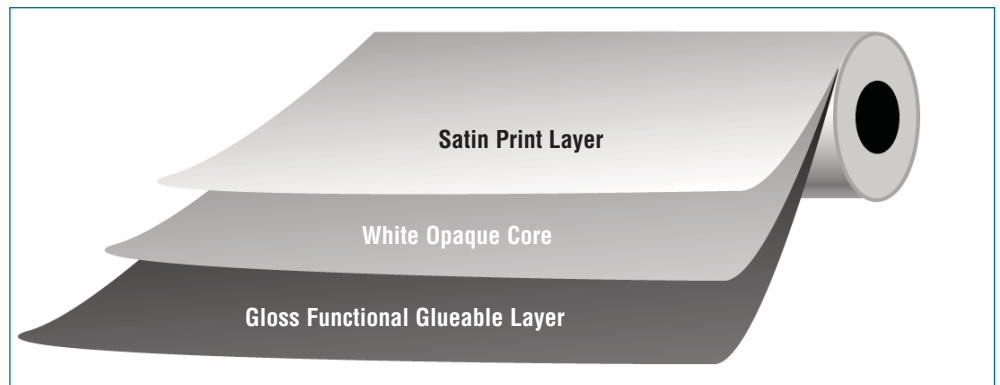 Satin Print Layer
White Opaque Core
Gloss Functional Glueable Layer